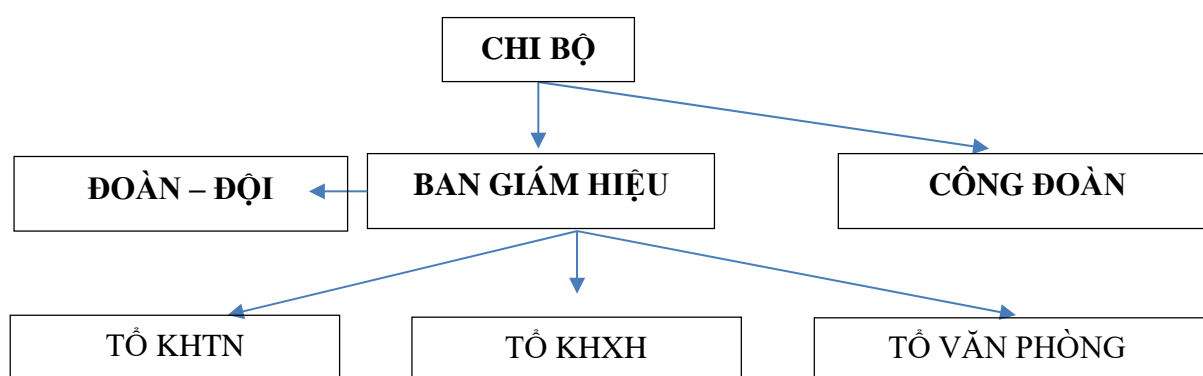 CHI BỘ
ĐOÀN – ĐỘI
BAN GIÁM HIỆU
CÔNG ĐOÀN
TỔ KHTN
TỔ KHXH
TỔ VĂN PHÒNG